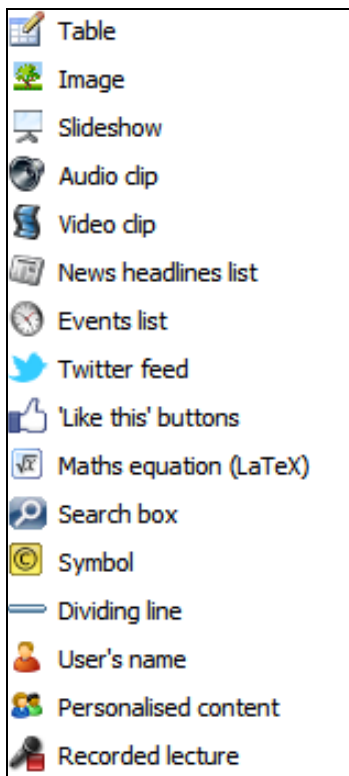 Table
Image
Slideshow
Audio clip
Video clip
News headlines list
Events list
Twitter feed
'Like this' buttons
Maths equation (LaTeX)
Search box
Symbol
Dividing line
User's name
Personalised content
Recorded lecture